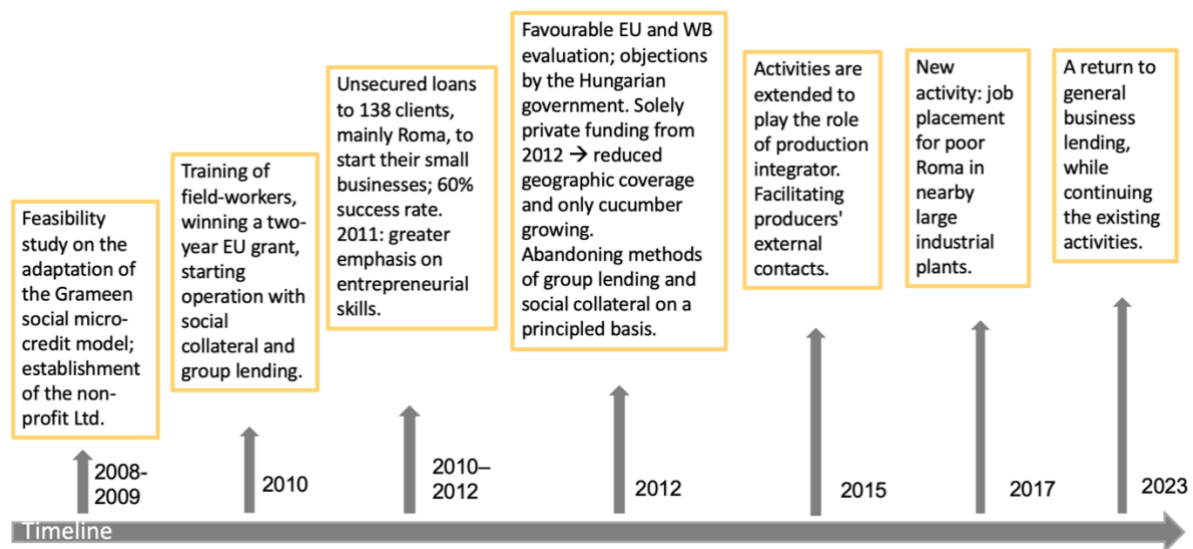 Feasibility
study on the
adaptation of
the Grameen
social micro-
credit model;
establishment
of the non-
profit Ltd.
2008-
2009
Training of
field-workers,
winning a two-
year EU grant,
starting
operation with
social
collateral and
group lending.
2010
Unsecured loans
to 138 clients,
mainly Roma, to
start their small
businesses; 60%
success rate.
2011: greater
emphasis on
entrepreneurial
skills.
2010–
2012
Favourable EU and WB
evaluation; objections
by the Hungarian
government. Solely
private funding from
2012 → reduced
geographic coverage
and only cucumber
growing.
Abandoning methods
of group lending and
social collateral on a
principled basis.
2012
Activities are
extended to
play the role
of production
integrator.
Facilitating
producers'
external
contacts.
2015
New
activity: job
placement
for poor
Roma in
nearby
large
industrial
plants.
2017
A return to
general
business
lending,
while
continuing
the existing
activities.
2023
Timeline